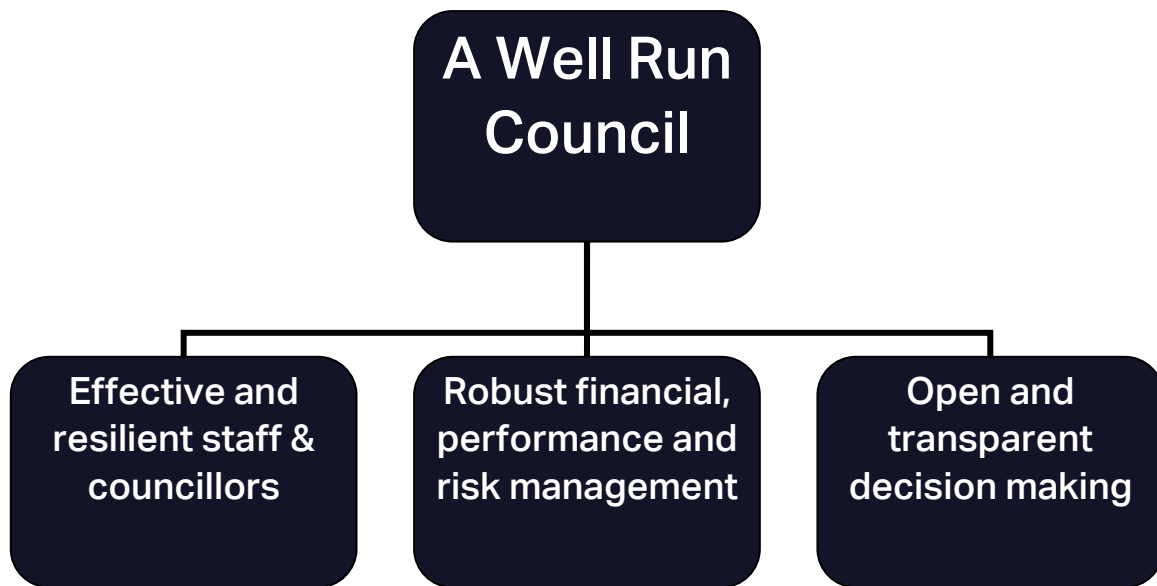 A Well Run
Council
Effective and
resilient staff &
councillors
Robust financial,
performance and
risk management
Open and
transparent
decision making